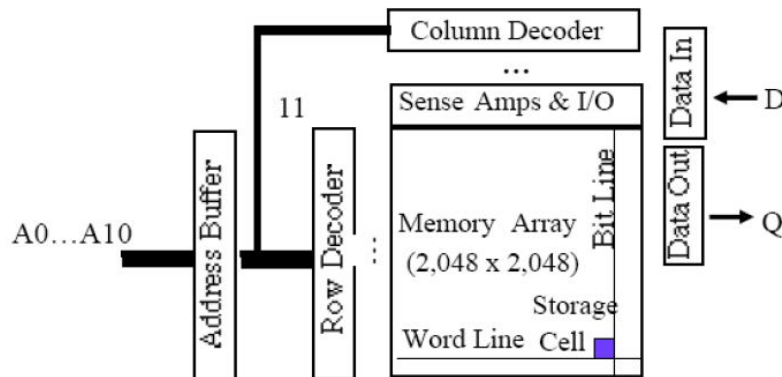 Column Decoder
...
Sense Amps & I/O
Data In
D
11
Address Buffer
Row Decoder
A0...A10
...
Memory Array
(2,048 x 2,048)
Bit Line
Data Out
Q
Storage
Word Line Cell